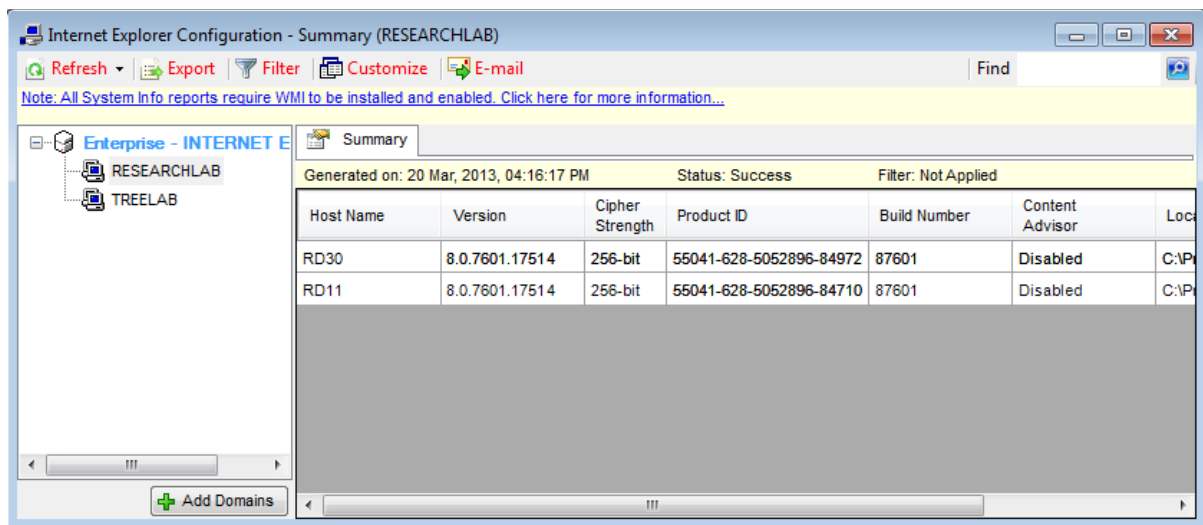 Internet Explorer Configuration - Summary (RESEARCHLAB)
Refresh Export Filter Customize E-mail Find
Note: All System Info reports require WMI to be installed and enabled. Click here for more information...
Enterprise - INTERNET E
RESEARCHLAB
TREELAB
Add Domains
Summary
Generated on: 20 Mar, 2013, 04:16:17 PM Status: Success Filter: Not Applied
Host Name Version Cipher Strength Product ID Build Number Content Advisor Loca
RD30 8.0.7601.17514 256-bit 55041-628-5052896-84972 87601 Disabled C:\Pr
RD11 8.0.7601.17514 256-bit 55041-628-5052896-84710 87601 Disabled C:\Pr